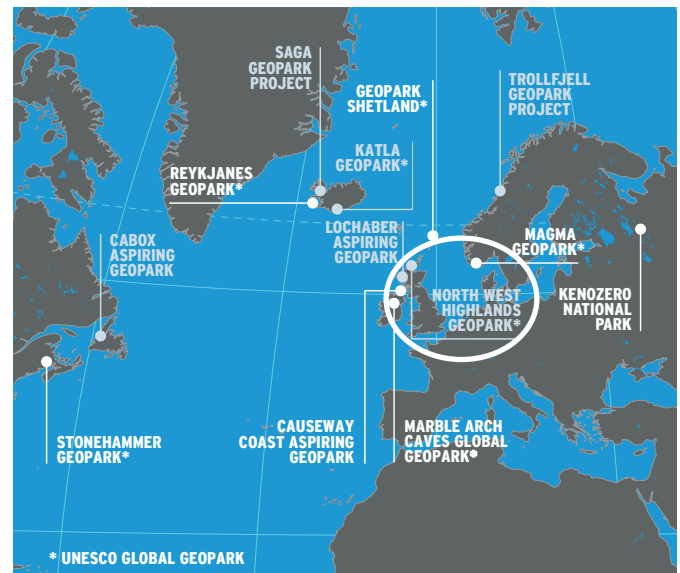 SAGA
GEOPARK
PROJECT
GEOPARK
SHETLAND*
TROLLFJELL
GEOPARK
PROJECT
KATLA
GEOPARK*
REYKJANES
GEOPARK*
LOCHABER
ASPIRING
GEOPARK
MAGMA
GEOPARK*
CABOX
ASPIRING
GEOPARK
NORTH WEST
HIGHLANDS
GEOPARK*
KENOZERO
NATIONAL
PARK
STONEHAMMER
GEOPARK*
CAUSEWAY
COAST ASPIRING
GEOPARK
MARBLE ARCH
CAVES GLOBAL
GEOPARK*
* UNESCO GLOBAL GEOPARK